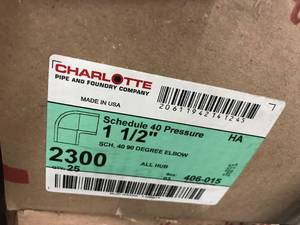 CHARLOTTE
PIPE AND FOUNDRY COMPANY
MADE IN USA
20611942141243
Schedule 40 Pressure
HA
1 1/2"
SCH. 40 90 DEGREE ELBOW
2300
ALL HUB
25
406-015